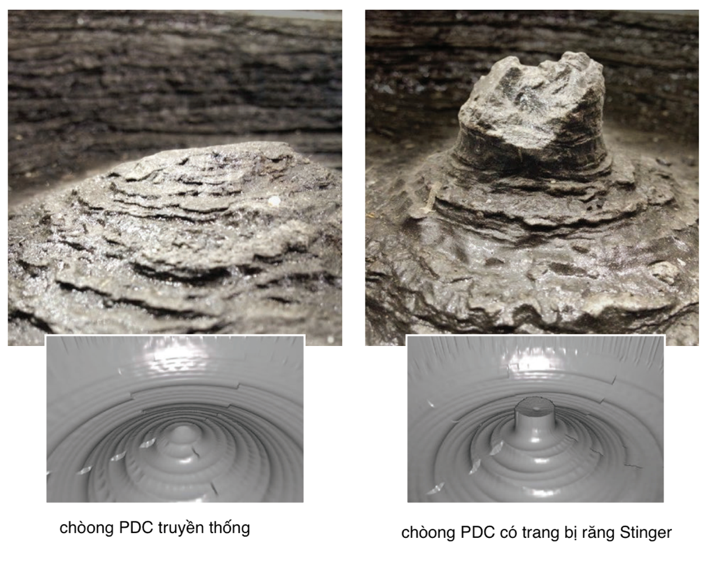 chòong PDC truyền thống
chòong PDC có trang bị răng Stinger